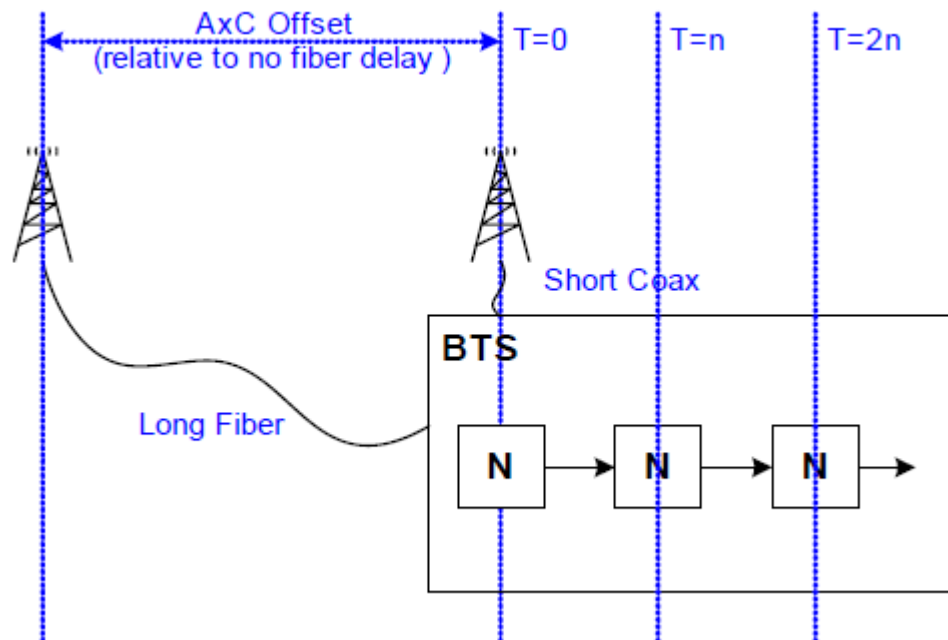 AxC Offset
(relative to no fiber delay )
T=0
T=n
T=2n
Short Coax
BTS
Long Fiber
N
N
N